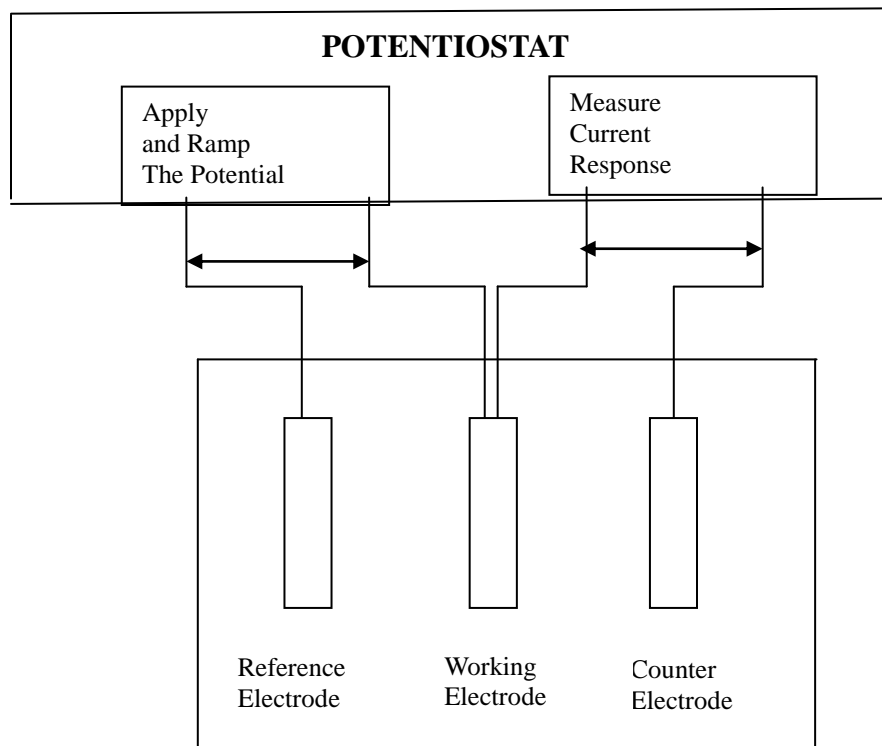 POTENTIOSTAT
Apply
and Ramp
The Potential
Measure
Current
Response
Reference
Electrode
Working
Electrode
Counter
Electrode